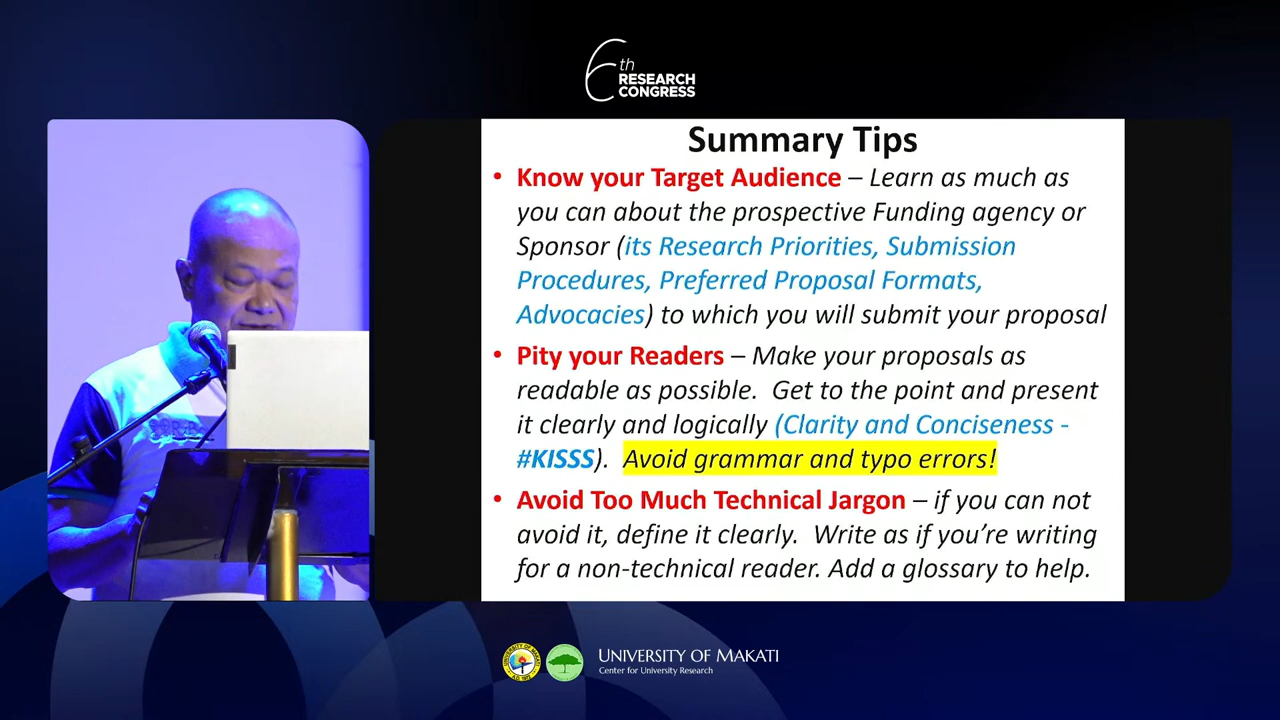 6th
RESEARCH
CONGRESS
Summary Tips
• Know your Target Audience – Learn as much as
you can about the prospective Funding agency or
Sponsor (its Research Priorities, Submission
Procedures, Preferred Proposal Formats,
Advocacies) to which you will submit your proposal
• Pity your Readers – Make your proposals as
readable as possible.  Get to the point and present
it clearly and logically (Clarity and Conciseness -
#KISSS).  Avoid grammar and typo errors!
• Avoid Too Much Technical Jargon – if you can not
avoid it, define it clearly.  Write as if you’re writing
for a non-technical reader. Add a glossary to help.
UNIVERSITY OF MAKATI
Center for University Research